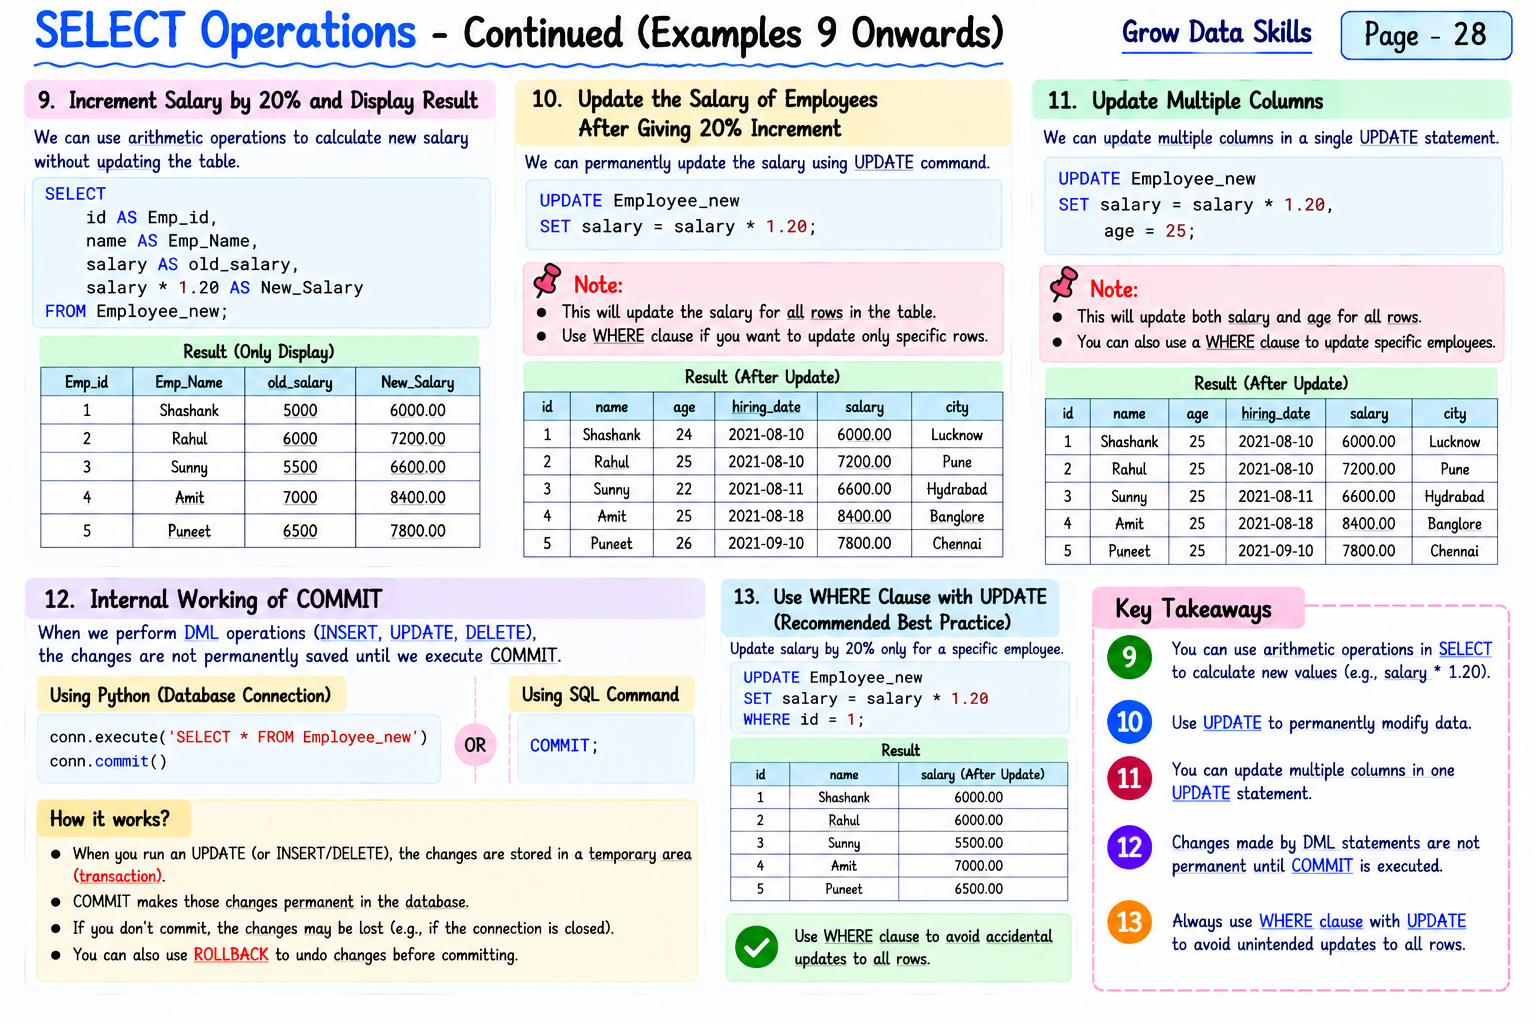 SELECT Operations - Continued (Examples 9 Onwards)
Grow Data Skills
Page - 28
9. Increment Salary by 20% and Display Result
We can use arithmetic operations to calculate new salary
without updating the table.
SELECT
id AS Emp_id,
name AS Emp_Name,
salary AS old_salary,
salary * 1.20 AS New_Salary
FROM Employee_new;
Result (Only Display)
Emp_id Emp_Name old_salary New_Salary
1 Shashank 5000 6000.00
2 Rahul 6000 7200.00
3 Sunny 5500 6600.00
4 Amit 7000 8400.00
5 Puneet 6500 7800.00
10. Update the Salary of Employees
After Giving 20% Increment
We can permanently update the salary using UPDATE command.
UPDATE Employee_new
SET salary = salary * 1.20;
Note:
• This will update the salary for all rows in the table.
• Use WHERE clause if you want to update only specific rows.
Result (After Update)
id name age hiring_date salary city
1 Shashank 24 2021-08-10 6000.00 Lucknow
2 Rahul 25 2021-08-10 7200.00 Pune
3 Sunny 22 2021-08-11 6600.00 Hydrabad
4 Amit 25 2021-08-18 8400.00 Banglore
5 Puneet 26 2021-09-10 7800.00 Chennai
11. Update Multiple Columns
We can update multiple columns in a single UPDATE statement.
UPDATE Employee_new
SET salary = salary * 1.20,
age = 25;
Note:
• This will update both salary and age for all rows.
• You can also use a WHERE clause to update specific employees.
Result (After Update)
id name age hiring_date salary city
1 Shashank 25 2021-08-10 6000.00 Lucknow
2 Rahul 25 2021-08-10 7200.00 Pune
3 Sunny 25 2021-08-11 6600.00 Hydrabad
4 Amit 25 2021-08-18 8400.00 Banglore
5 Puneet 25 2021-09-10 7800.00 Chennai
12. Internal Working of COMMIT
When we perform DML operations (INSERT, UPDATE, DELETE),
the changes are not permanently saved until we execute COMMIT.
Using Python (Database Connection)
conn.execute('SELECT * FROM Employee_new')
conn.commit()
OR
Using SQL Command
COMMIT;
How it works?
• When you run an UPDATE (or INSERT/DELETE), the changes are stored in a temporary area
(transaction).
• COMMIT makes those changes permanent in the database.
• If you don't commit, the changes may be lost (e.g., if the connection is closed).
• You can also use ROLLBACK to undo changes before committing.
13. Use WHERE Clause with UPDATE
(Recommended Best Practice)
Update salary by 20% only for a specific employee.
UPDATE Employee_new
SET salary = salary * 1.20
WHERE id = 1;
Result
id name salary (After Update)
1 Shashank 6000.00
2 Rahul 6000.00
3 Sunny 5500.00
4 Amit 7000.00
5 Puneet 6500.00
Use WHERE clause to avoid accidental
updates to all rows.
Key Takeaways
9 You can use arithmetic operations in SELECT
to calculate new values (e.g., salary * 1.20).
10 Use UPDATE to permanently modify data.
11 You can update multiple columns in one
UPDATE statement.
12 Changes made by DML statements are not
permanent until COMMIT is executed.
13 Always use WHERE clause with UPDATE
to avoid unintended updates to all rows.